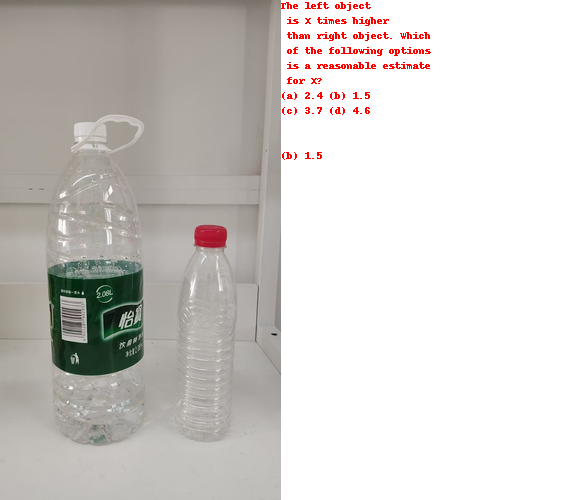 The left object
is X times higher
than right object. Which
of the following options
is a reasonable estimate
for X?
(a) 2.4 (b) 1.5
(c) 3.7 (d) 4.6
(b) 1.5
2.08L
怡寶